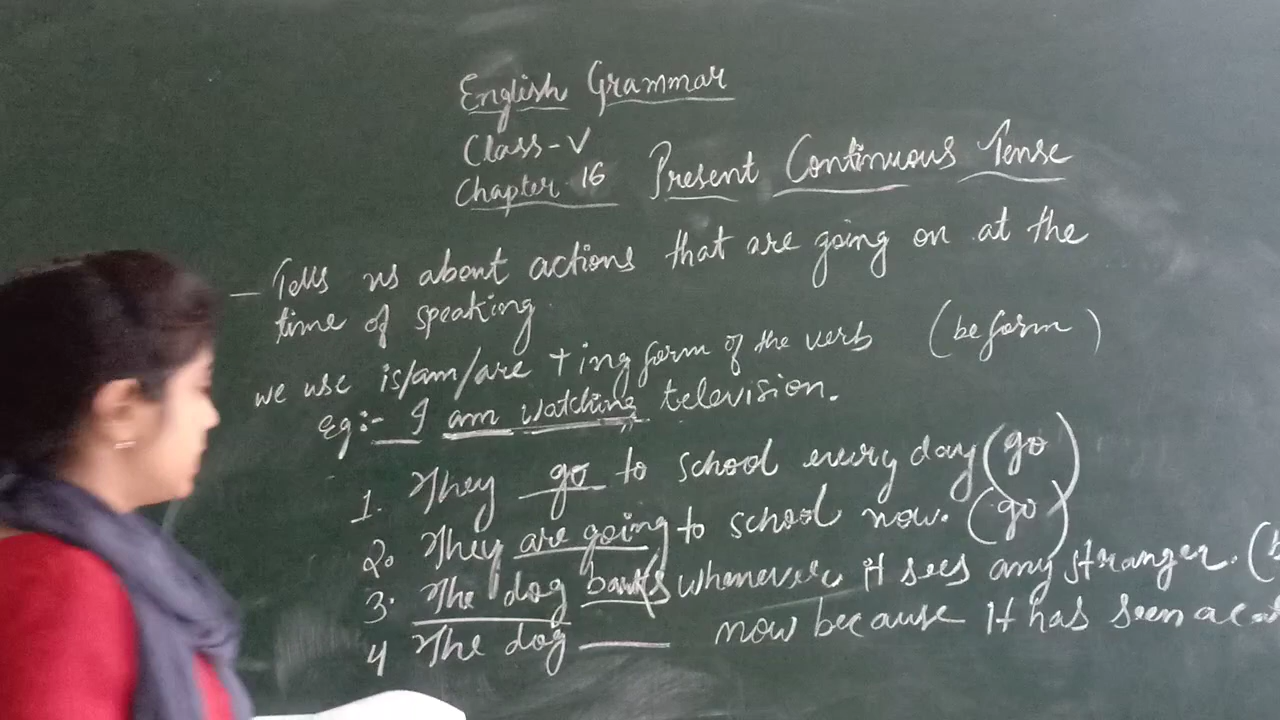 English Grammar
Class-V
Chapter 16 Present Continuous Tense
— Tells us about actions that are going on at the
time of speaking.
we use is/am/are + ing form of the verb (be form)
Eg:- I am watching television.
1. They go to school every day (go)
2. They are going to school now. (go)
3. The dog barks whenever it sees any stranger. (b
4 The dog ____ now because it has seen a cat